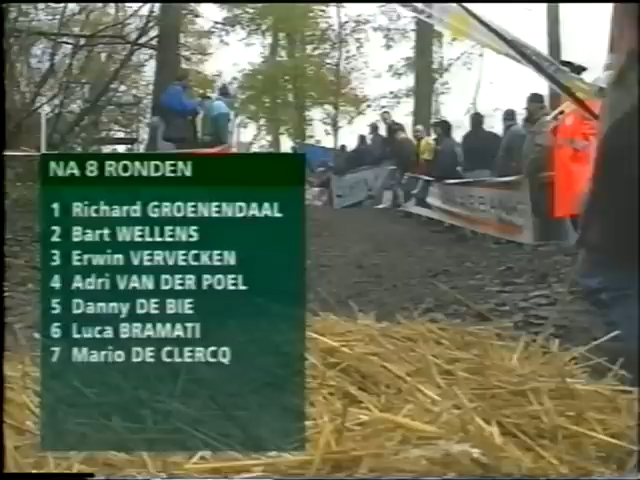 NA 8 RONDEN
1 Richard GROENENDAAL
2 Bart WELLENS
3 Erwin VERVECKEN
4 Adri VAN DER POEL
5 Danny DE BIE
6 Luca BRAMATI
7 Mario DE CLERCQ